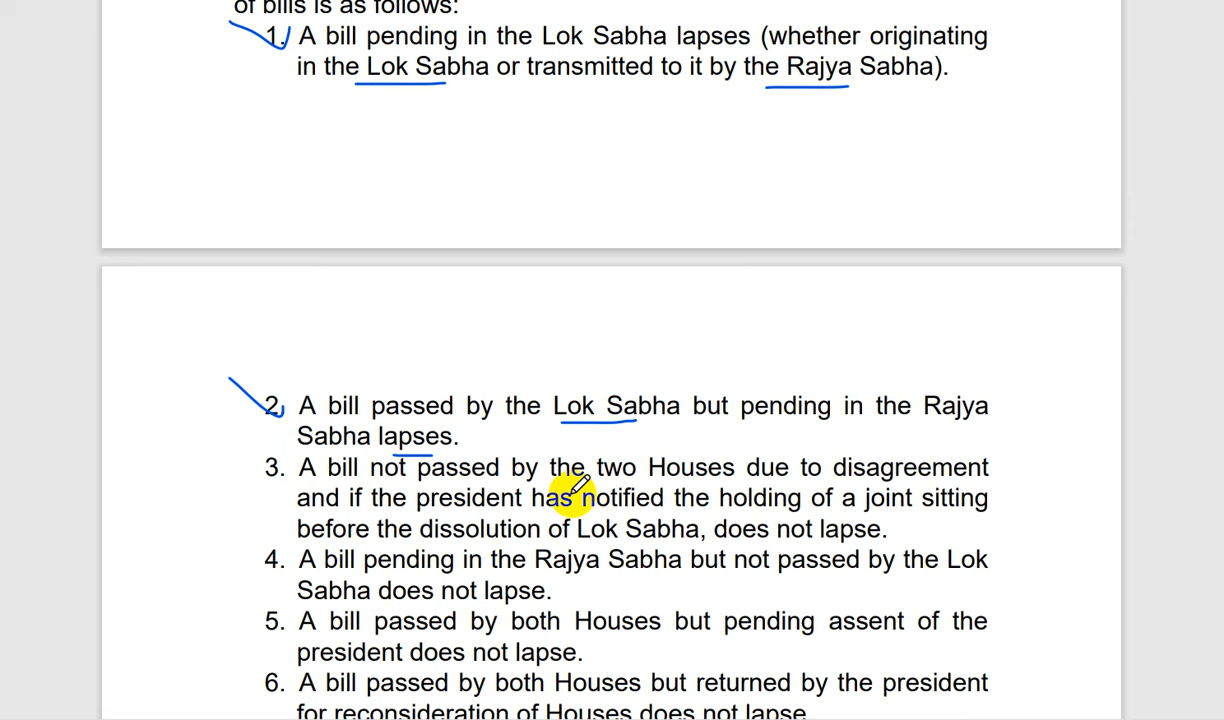 of bills is as follows:
1. A bill pending in the Lok Sabha lapses (whether originating
in the Lok Sabha or transmitted to it by the Rajya Sabha).
2. A bill passed by the Lok Sabha but pending in the Rajya
Sabha lapses.
3. A bill not passed by the two Houses due to disagreement
and if the president has notified the holding of a joint sitting
before the dissolution of Lok Sabha, does not lapse.
4. A bill pending in the Rajya Sabha but not passed by the Lok
Sabha does not lapse.
5. A bill passed by both Houses but pending assent of the
president does not lapse.
6. A bill passed by both Houses but returned by the president
for reconsideration of Houses does not lapse